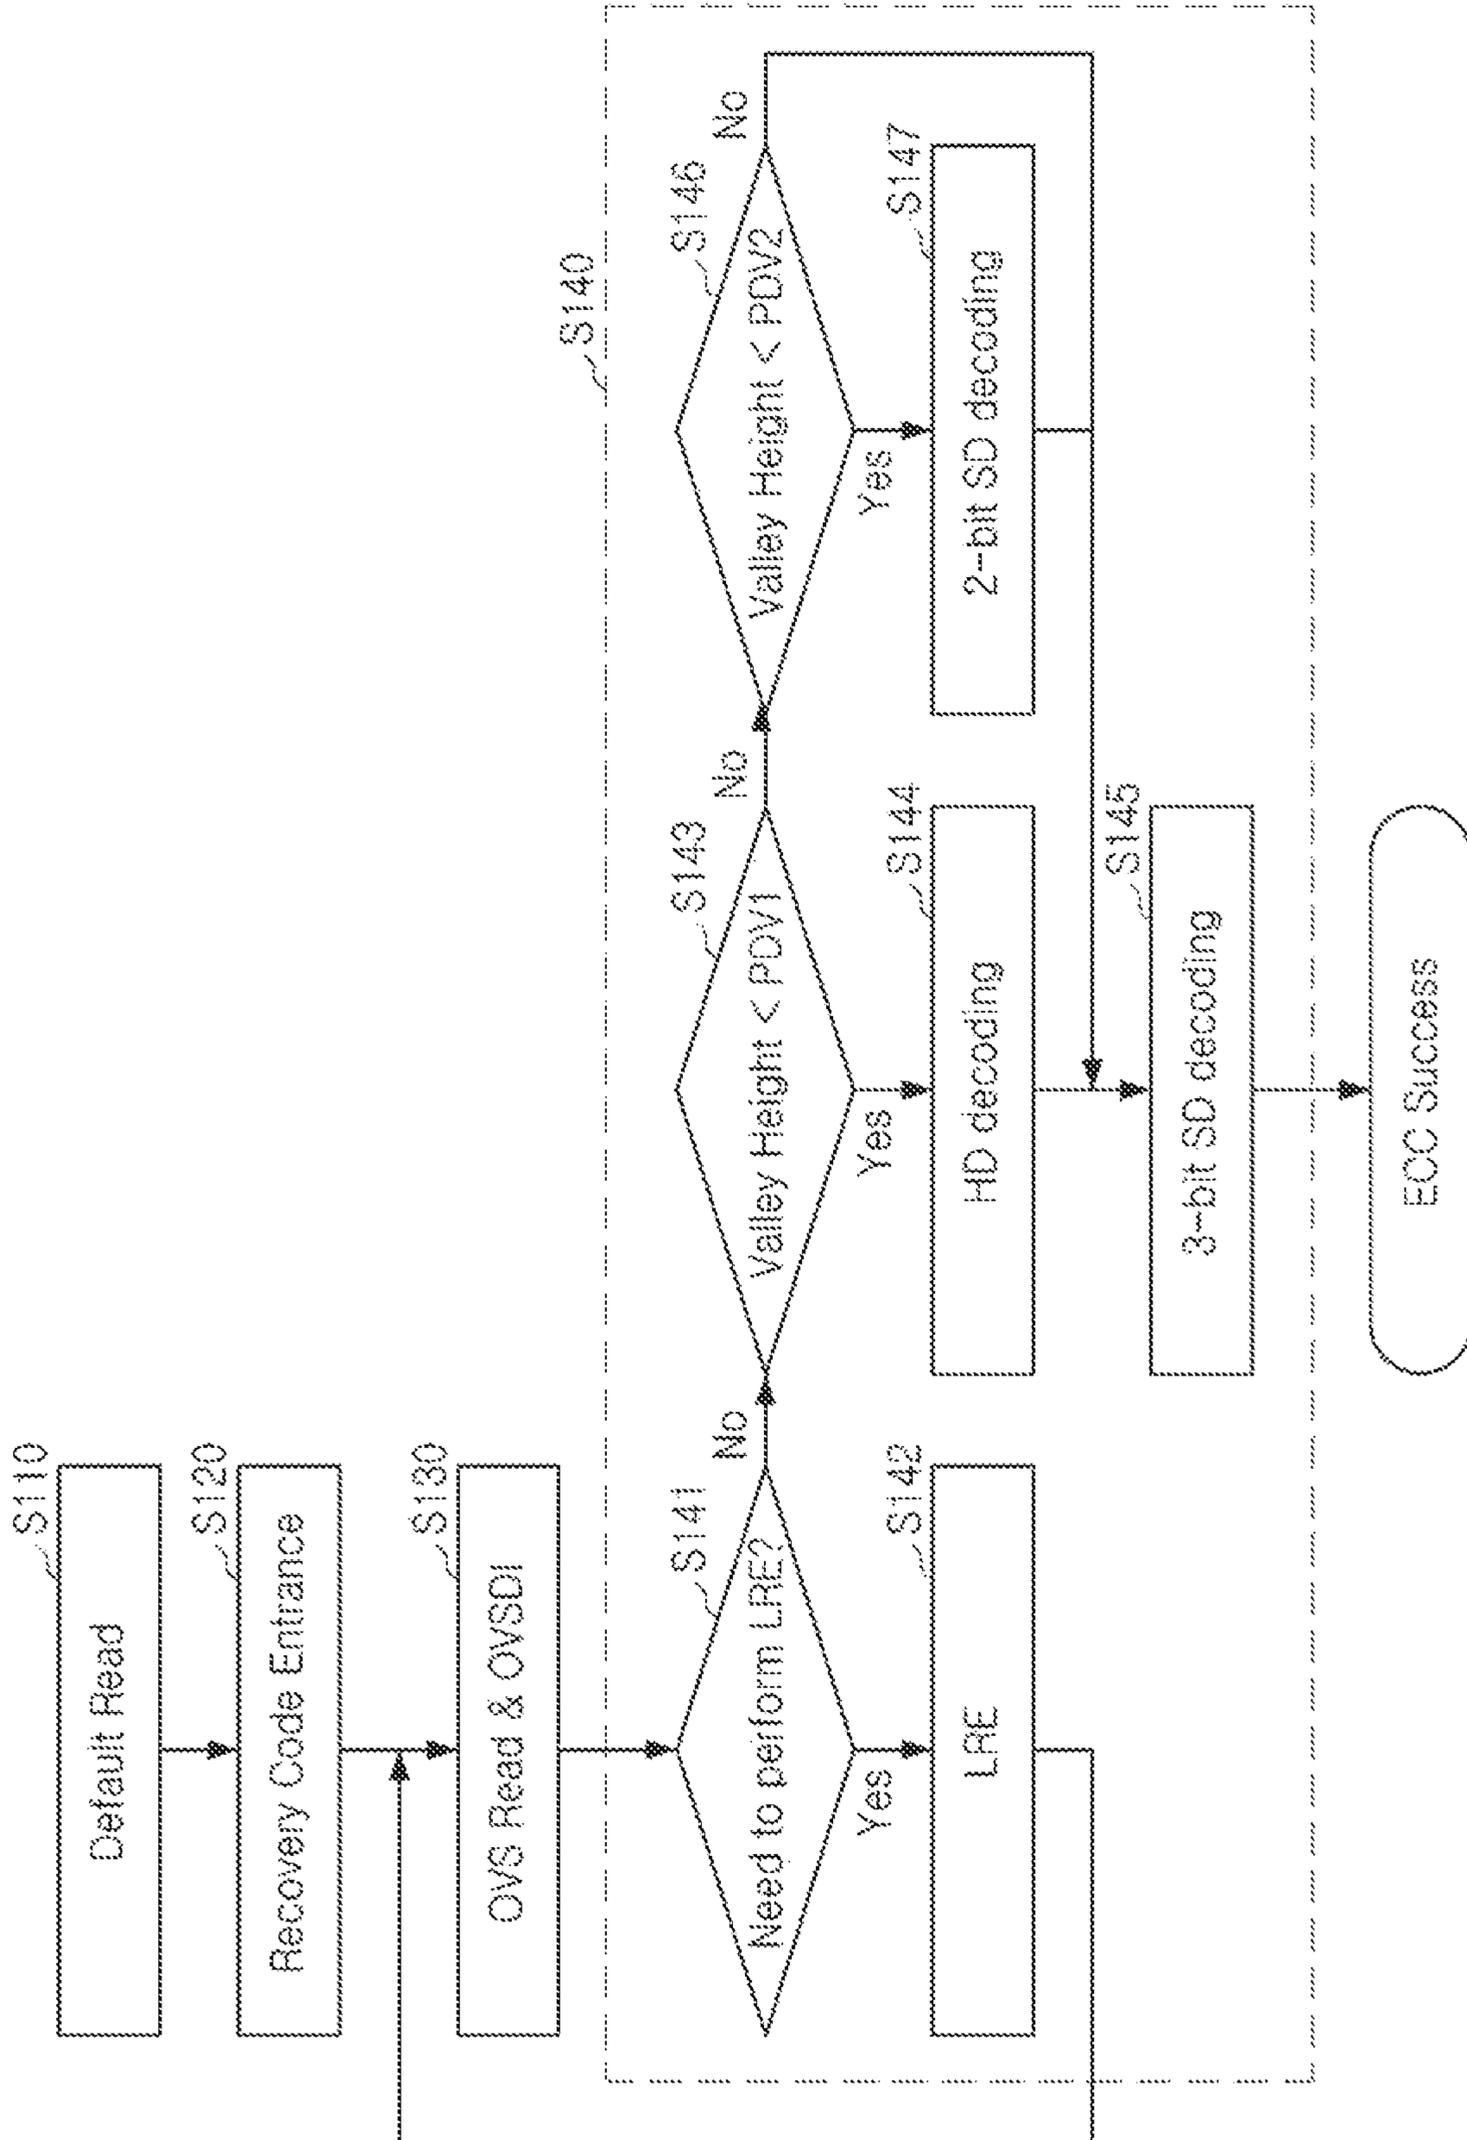 S110
Default Read
S120
Recovery Code Entrance
S130
OVS Read & OVSDI
S140
S141
Need to perform LRE?
No
Yes
S142
LRE
S143
Valley Height < PDV1
No
Yes
S144
HD decoding
S145
3-bit SD decoding
S146
Valley Height < PDV2
No
Yes
S147
2-bit SD decoding
ECC Success